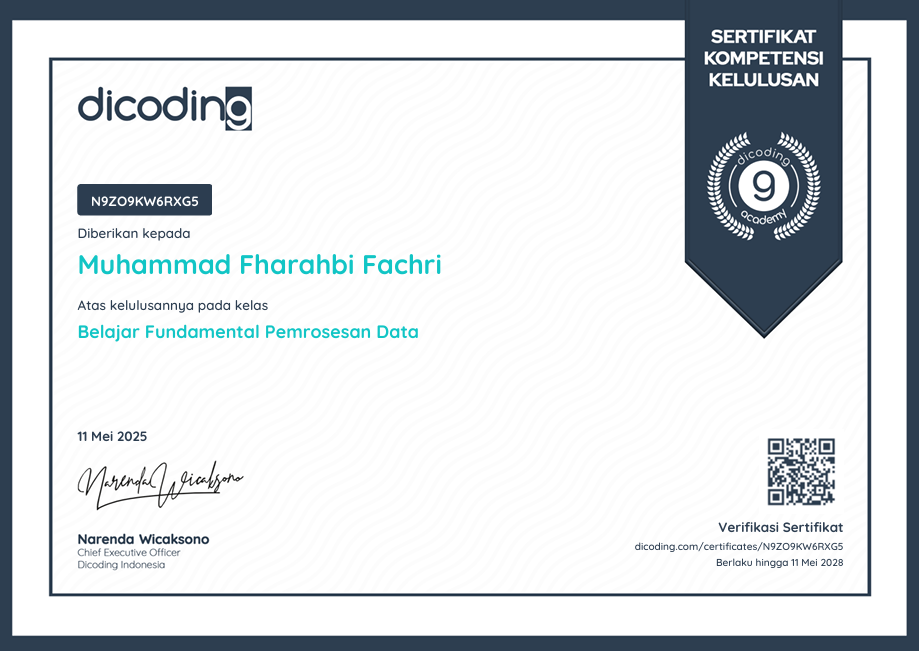 SERTIFIKAT
KOMPETENSI
KELULUSAN
dicoding
dicoding
g
academy
N9ZO9KW6RXG5
Diberikan kepada
Muhammad Fharahbi Fachri
Atas kelulusannya pada kelas
Belajar Fundamental Pemrosesan Data
11 Mei 2025
Narenda Wicaksono
Narenda Wicaksono
Chief Executive Officer
Dicoding Indonesia
Verifikasi Sertifikat
dicoding.com/certificates/N9ZO9KW6RXG5
Berlaku hingga 11 Mei 2028